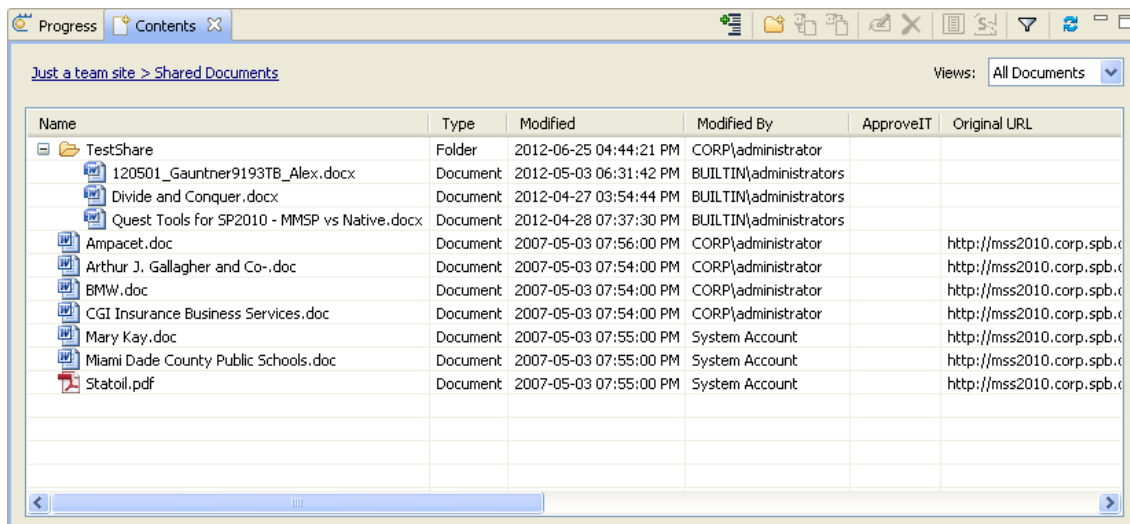 Progress Contents
Just a team site > Shared Documents Views: All Documents
Name Type Modified Modified By ApproveIT Original URL
TestShare Folder 2012-06-25 04:44:21 PM CORP\administrator
120501_Gauntner9193TB_Alex.docx Document 2012-05-03 06:31:42 PM BUILTIN\administrators
Divide and Conquer.docx Document 2012-04-27 03:54:44 PM BUILTIN\administrators
Quest Tools for SP2010 - MMSP vs Native.docx Document 2012-04-28 07:37:30 PM BUILTIN\administrators
Ampacet.doc Document 2007-05-03 07:56:00 PM CORP\administrator http://mss2010.corp.spb.
Arthur J. Gallagher and Co-.doc Document 2007-05-03 07:54:00 PM CORP\administrator http://mss2010.corp.spb.
BMW.doc Document 2007-05-03 07:54:00 PM CORP\administrator http://mss2010.corp.spb.
CGI Insurance Business Services.doc Document 2007-05-03 07:54:00 PM CORP\administrator http://mss2010.corp.spb.
Mary Kay.doc Document 2007-05-03 07:55:00 PM System Account http://mss2010.corp.spb.
Miami Dade County Public Schools.doc Document 2007-05-03 07:55:00 PM System Account http://mss2010.corp.spb.
Statoil.pdf Document 2007-05-03 07:55:00 PM System Account http://mss2010.corp.spb.